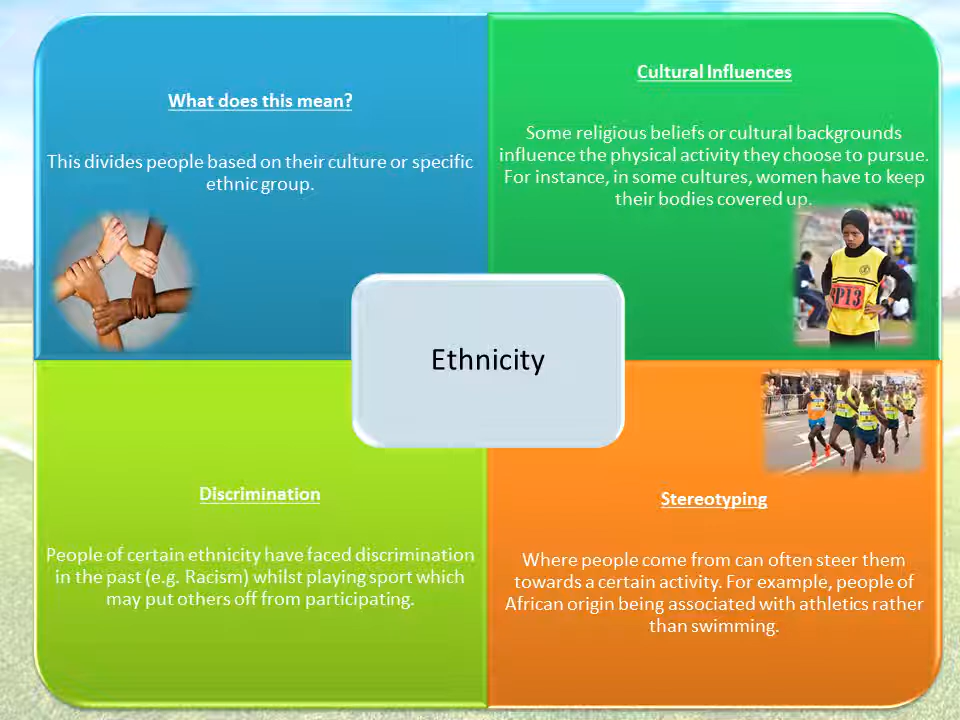 What does this mean?
This divides people based on their culture or specific
ethnic group.
Cultural Influences
Some religious beliefs or cultural backgrounds
influence the physical activity they choose to pursue.
For instance, in some cultures, women have to keep
their bodies covered up.
SP13
Ethnicity
Discrimination
People of certain ethnicity have faced discrimination
in the past (e.g. Racism) whilst playing sport which
may put others off from participating.
Stereotyping
Where people come from can often steer them
towards a certain activity. For example, people of
African origin being associated with athletics rather
than swimming.